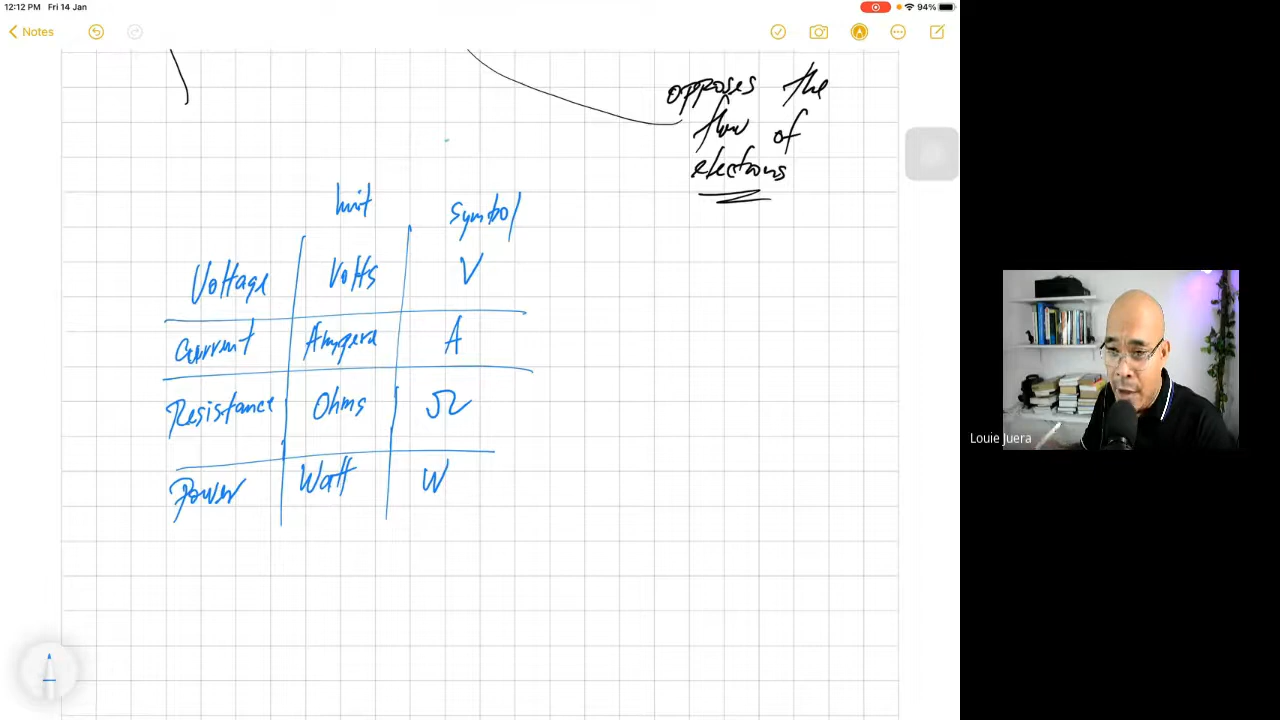 12:12 PM Fri 14 Jan
94%
Notes
opposes the
flow of
electrons
Unit Symbol
Voltage Volts V
Current Ampere A
Resistance Ohms Ω
Power Watt W
Louie Juera